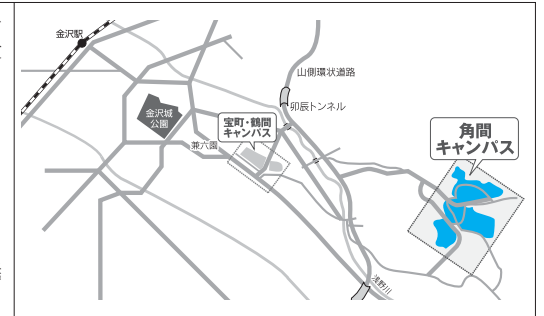 金沢駅
山側環状道路
卯辰トンネル
金沢城
公園
宝町・鶴間
キャンパス
兼六園
角間
キャンパス
浅野川